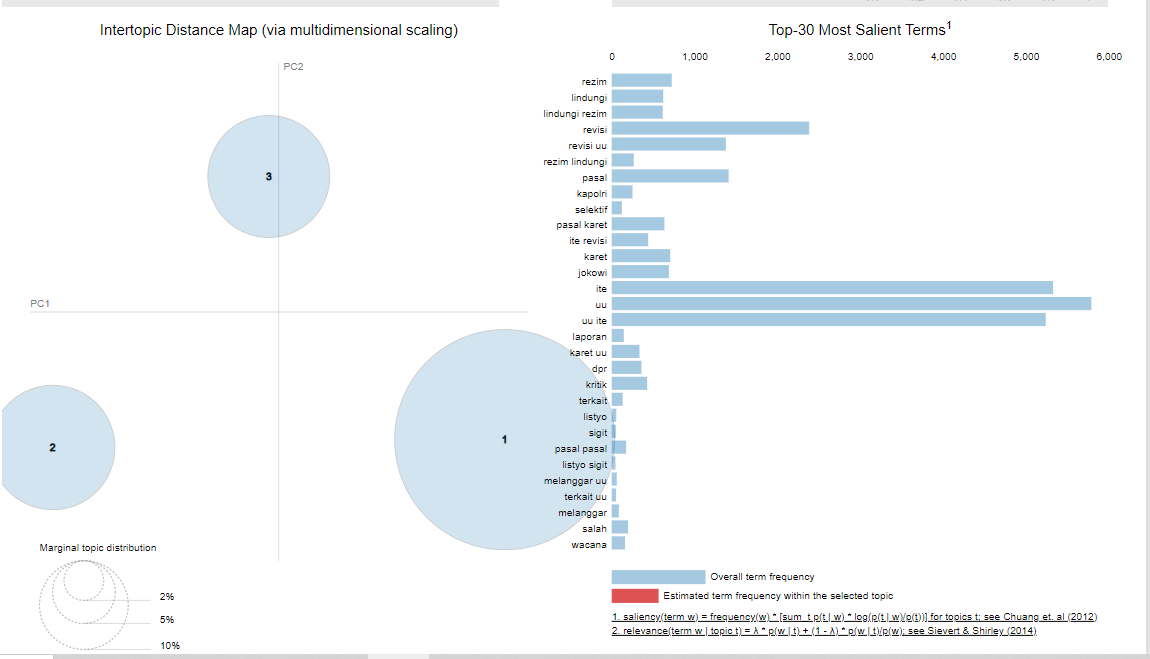 Intertopic Distance Map (via multidimensional scaling)
PC2
3
PC1
1
2
Marginal topic distribution
2%
5%
10%
Top-30 Most Salient Terms1
0 1,000 2,000 3,000 4,000 5,000 6,000
rezim
lindungi
lindungi rezim
revisi
revisi uu
rezim lindungi
pasal
kapolri
selektif
pasal karet
ite revisi
karet
jokowi
ite
uu
uu ite
laporan
karet uu
dpr
kritik
terkait
listyo
sigit
pasal pasal
listyo sigit
melanggar uu
terkait uu
melanggar
salah
wacana
Overall term frequency
Estimated term frequency within the selected topic
1. saliency(term w) = frequency(w) * [sum_t p(t | w) * log(p(t | w)/p(t))] for topics t; see Chuang et. al (2012)
2. relevance(term w | topic t) = λ * p(w | t) + (1 - λ) * p(w | t)/p(w); see Sievert & Shirley (2014)